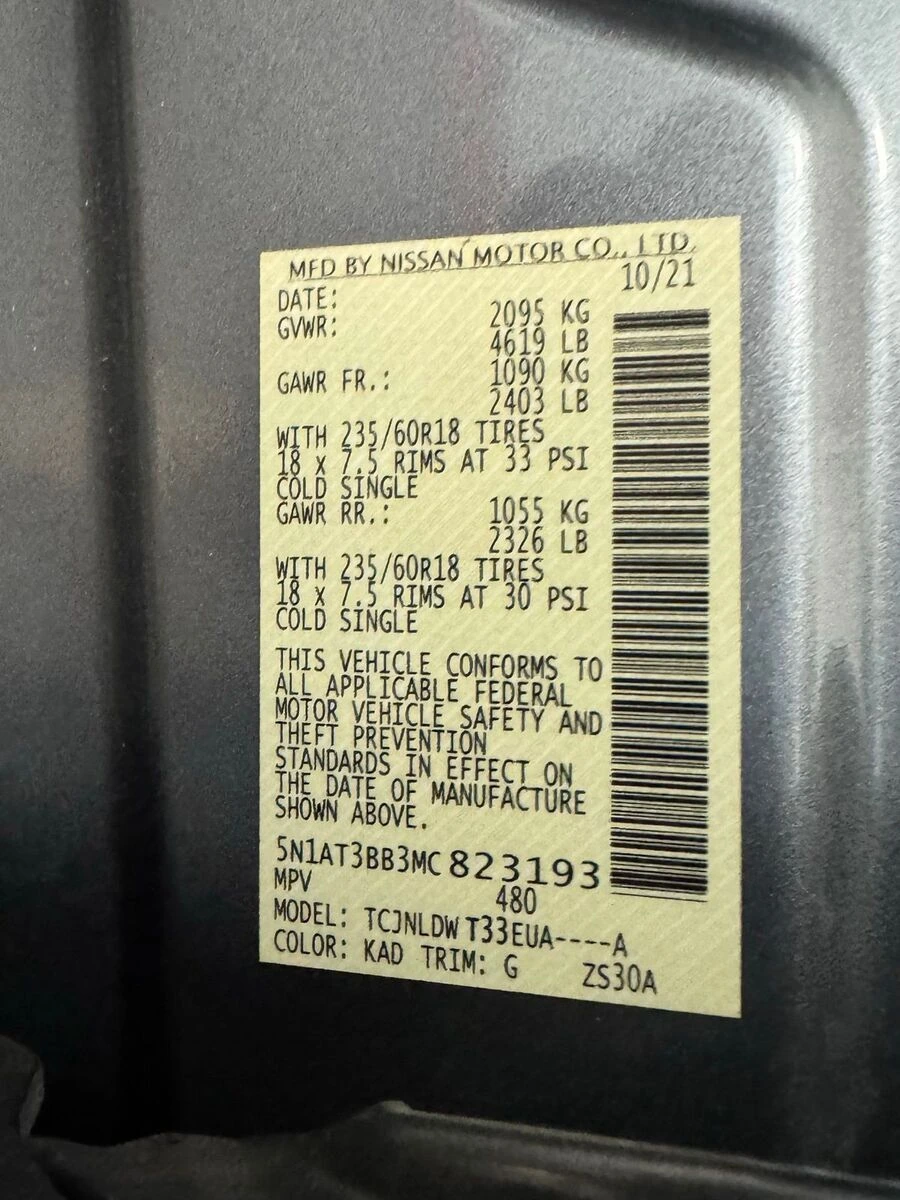 MFD BY NISSAN MOTOR CO., LTD.
DATE: 10/21
GVWR: 2095 KG
4619 LB
GAWR FR.: 1090 KG
2403 LB
WITH 235/60R18 TIRES
18 x 7.5 RIMS AT 33 PSI
COLD SINGLE
GAWR RR.: 1055 KG
2326 LB
WITH 235/60R18 TIRES
18 x 7.5 RIMS AT 30 PSI
COLD SINGLE
THIS VEHICLE CONFORMS TO
ALL APPLICABLE FEDERAL
MOTOR VEHICLE SAFETY AND
THEFT PREVENTION
STANDARDS IN EFFECT ON
THE DATE OF MANUFACTURE
SHOWN ABOVE.
5N1AT3BB3MC823193
MPV 480
MODEL: TCJNLDW T33EUA----A
COLOR: KAD TRIM: G ZS30A